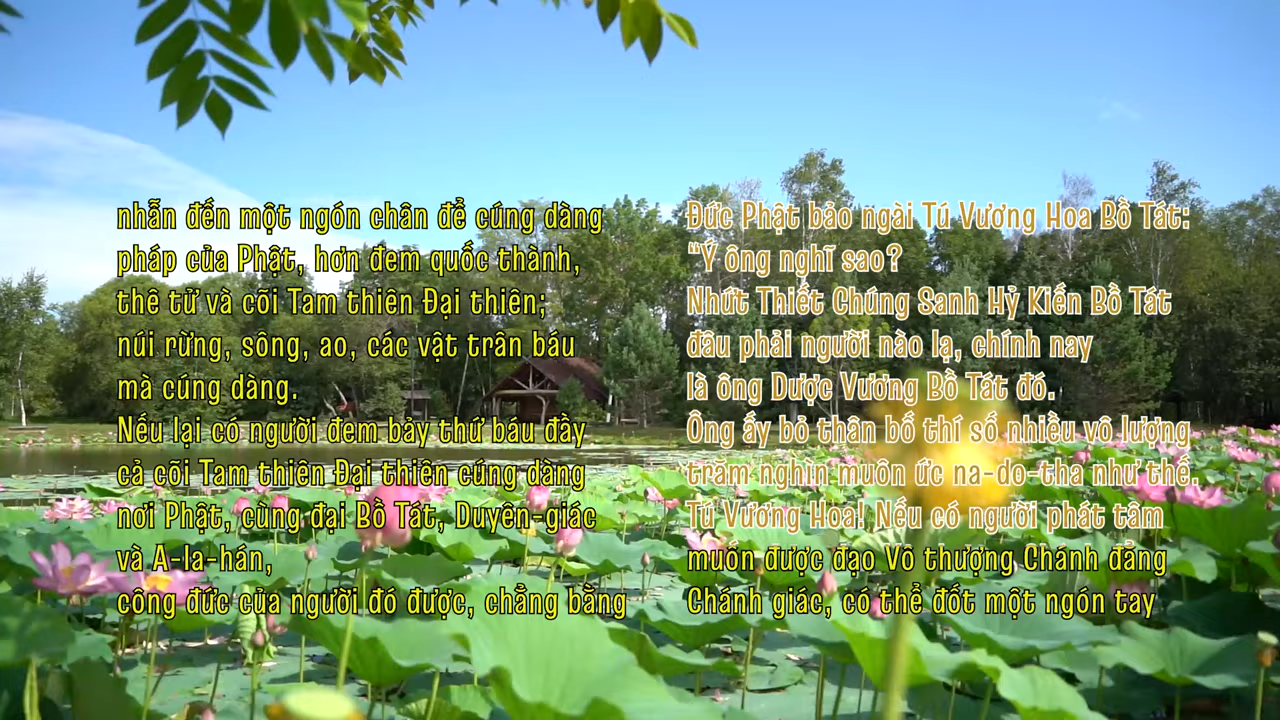 nhẫn đến một ngón chân để cúng dàng
pháp của Phật, hơn đem quốc thành,
thê tử và cõi Tam thiên Đại thiên;
núi rừng, sông, ao, các vật trân báu
mà cúng dàng.
Nếu lại có người đem bảy thứ báu đầy
cả cõi Tam thiên Đại thiên cúng dàng
nơi Phật, cùng đại Bồ Tát, Duyên-giác
và A-la-hán,
công đức của người đó được, chẳng bằng
Đức Phật bảo ngài Tú Vương Hoa Bồ Tát:
"Ý ông nghĩ sao?
Nhứt Thiết Chúng Sanh Hỷ Kiến Bồ Tát
đâu phải người nào lạ, chính nay
là ông Dược Vương Bồ Tát đó.
Ông ấy bỏ thân bố thí số nhiều vô lượng
trăm nghìn muôn ức na-do-tha như thế.
Tú Vương Hoa! Nếu có người phát tâm
muốn được đạo Vô thượng Chánh đẳng
Chánh giác, có thể đốt một ngón tay